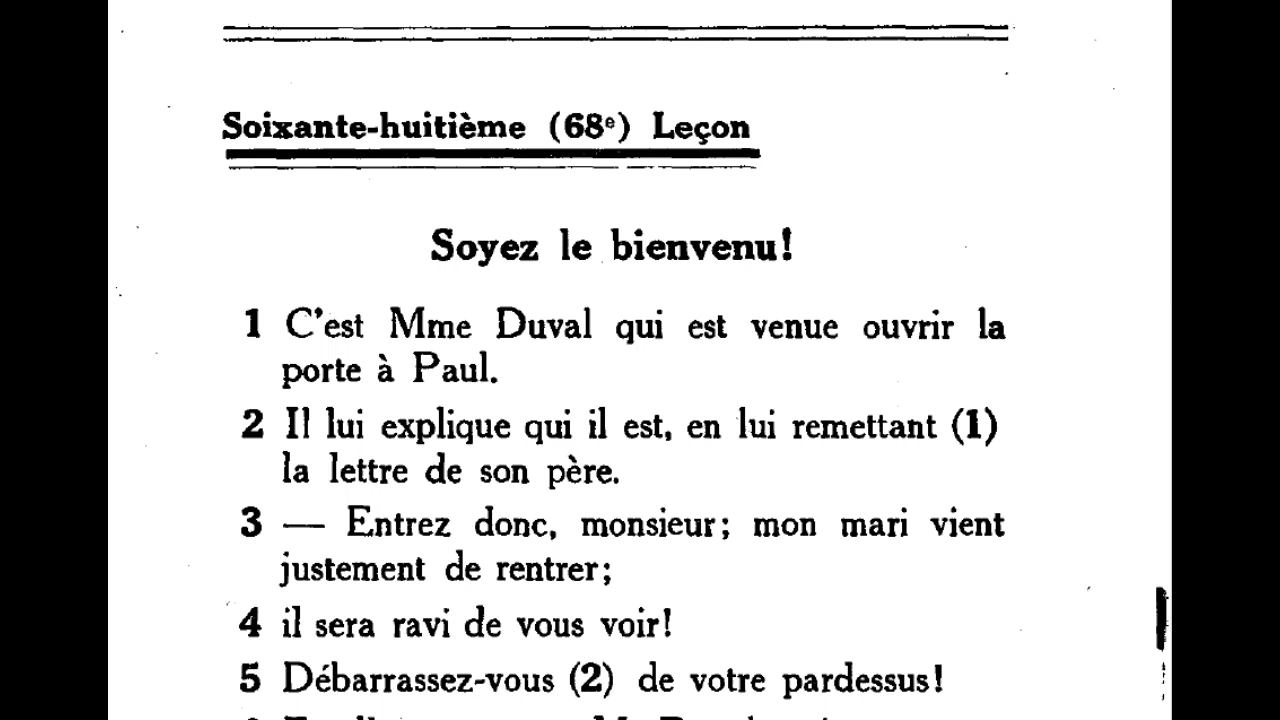 Soixante-huitième (68e) Leçon
Soyez le bienvenu!
1 C'est Mme Duval qui est venue ouvrir la
porte à Paul.
2 Il lui explique qui il est, en lui remettant (1)
la lettre de son père.
3 — Entrez donc, monsieur; mon mari vient
justement de rentrer;
4 il sera ravi de vous voir!
5 Débarrassez-vous (2) de votre pardessus!